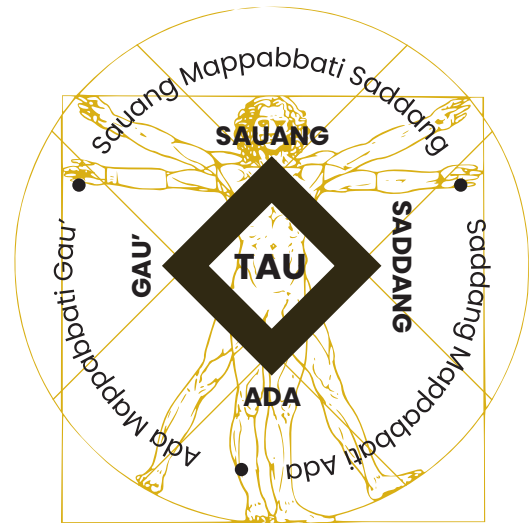 Sauang Mappabbati Saddang
SAUANG
GAU’
TAU
SADDANG
ADA
Saddang Mappabbati Ada
Ada Mappabbati Gau’